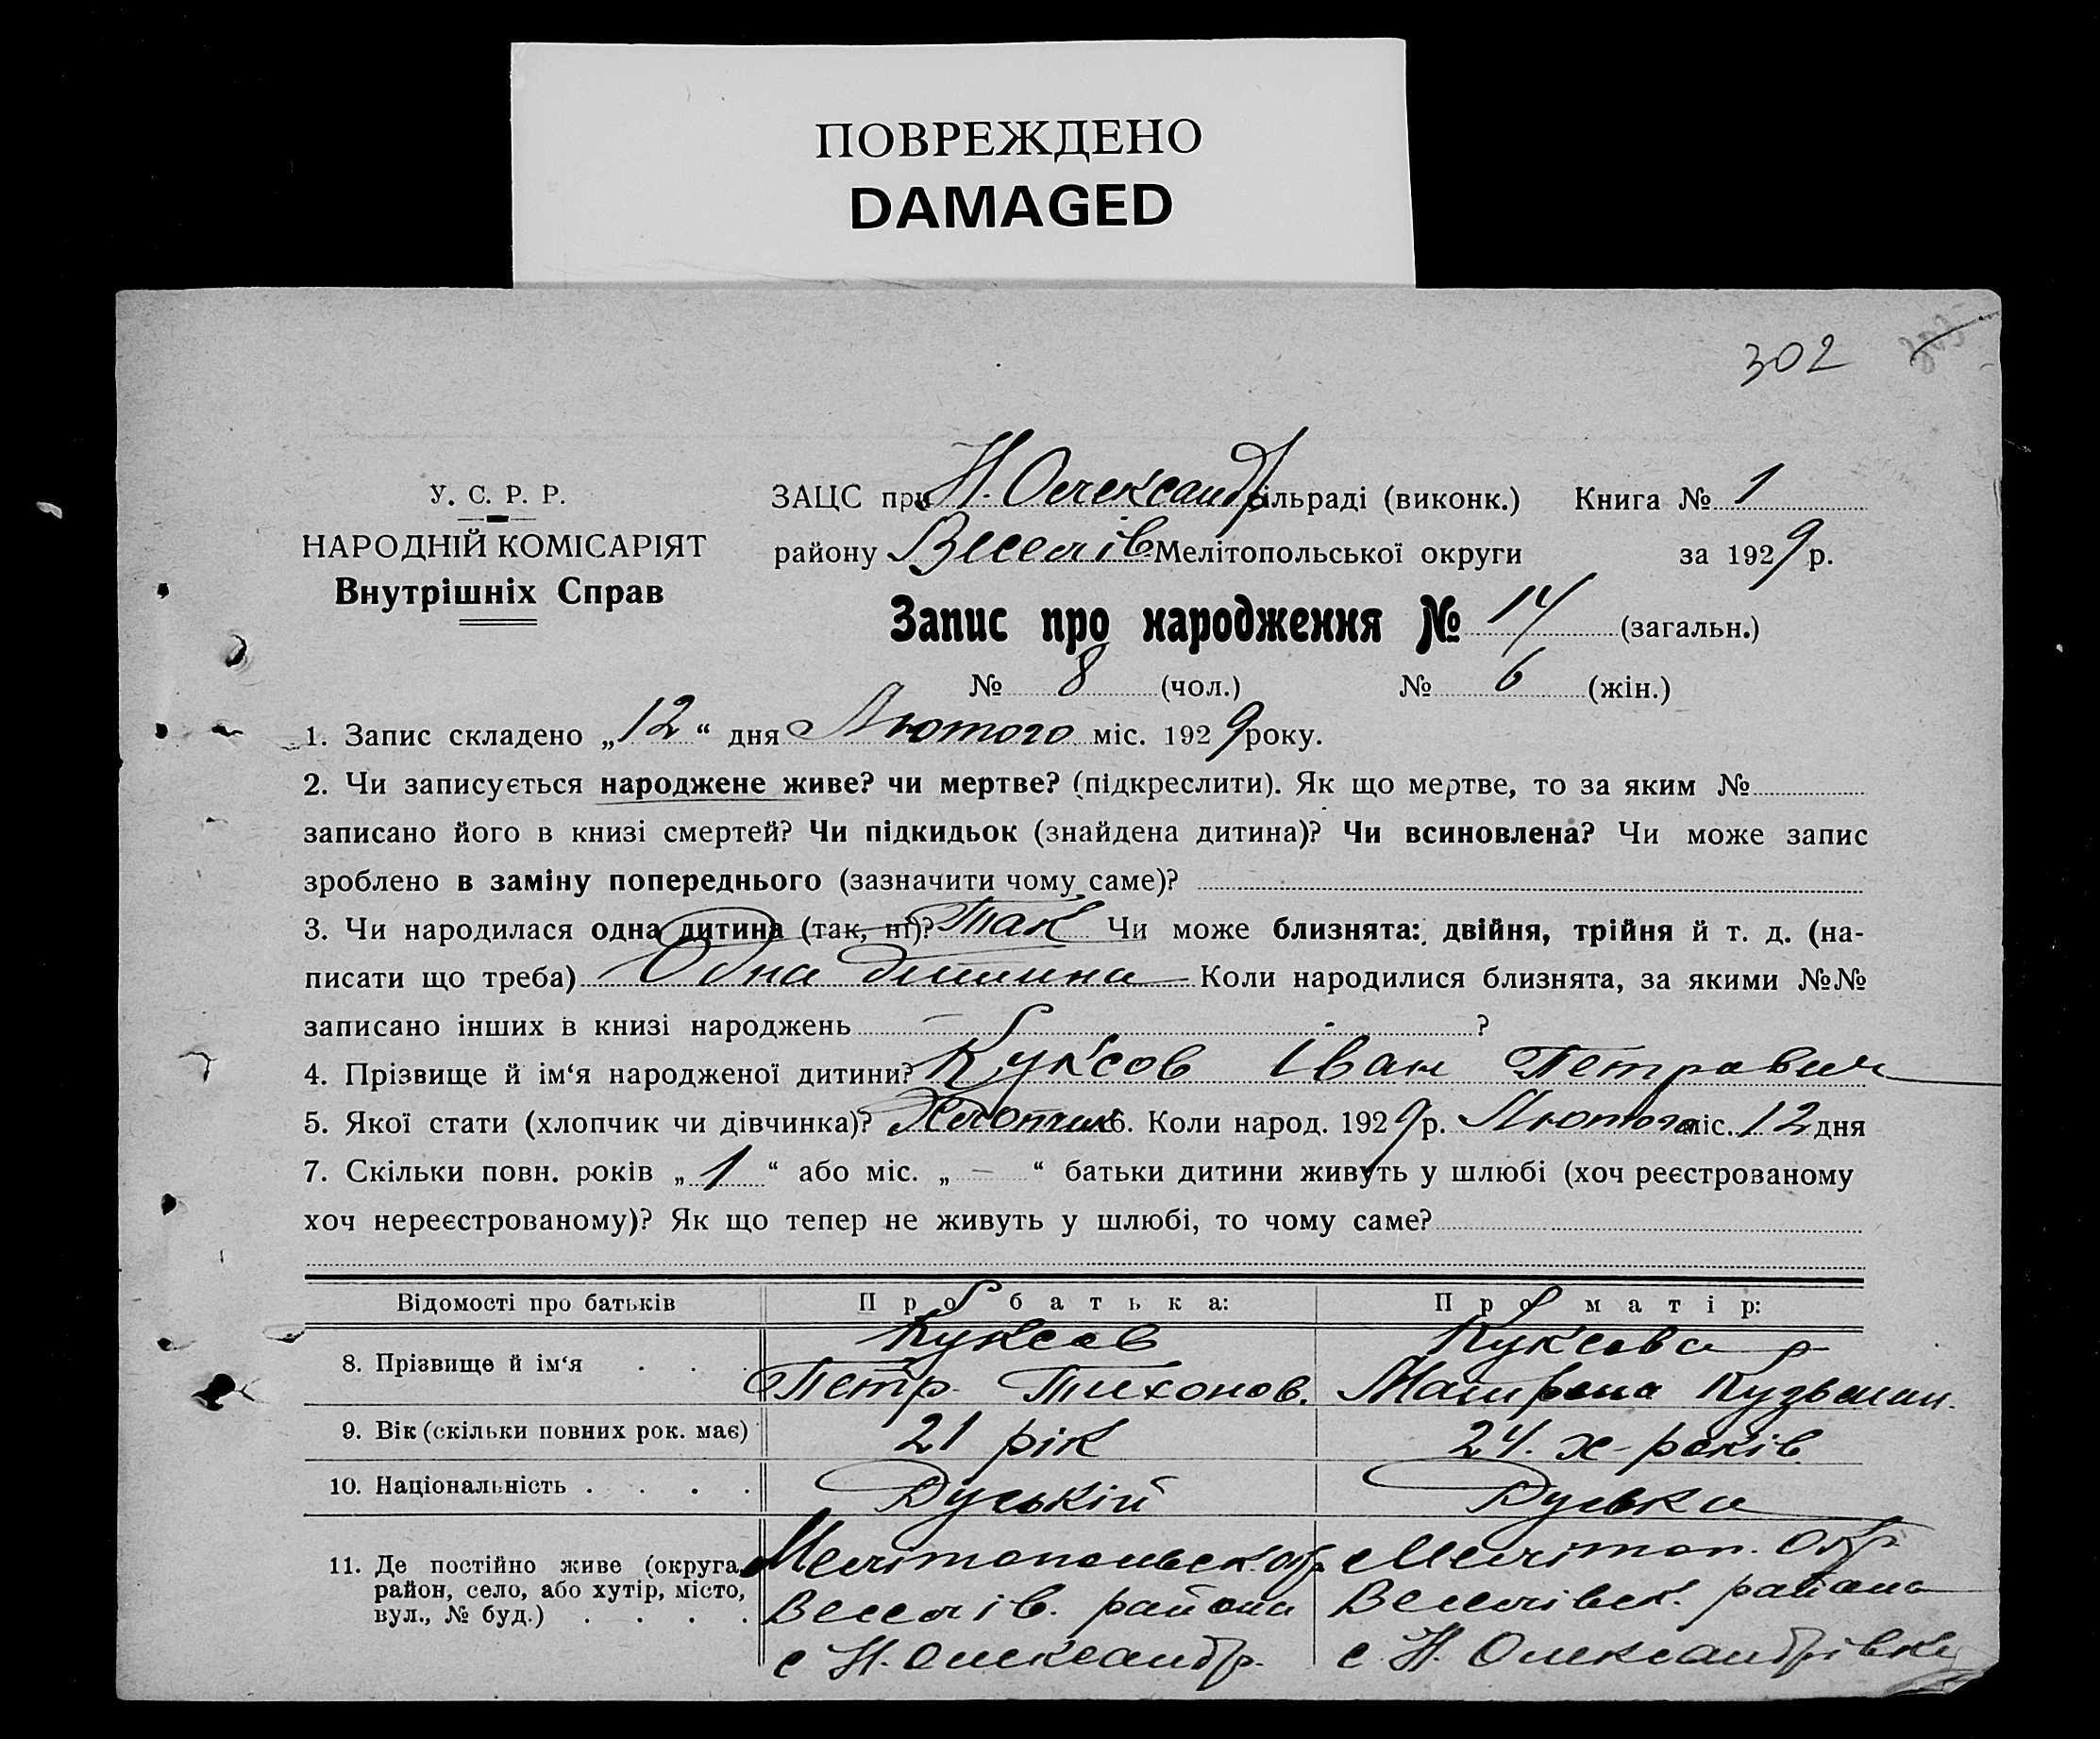 ПОВРЕЖДЕНО
DAMAGED
302
У. С. Р. Р.
НАРОДНІЙ КОМІСАРІЯТ
Внутрішніх Справ
ЗАЦС при Н. Олександр сільраді (виконк.) Книга № 1
району Веселів Мелітопольської округи за 1929 р.
Запис про народження № 14 (загальн.)
№ 8 (чол.) № 6 (жін.)
1. Запис складено „12“ дня Лютого міс. 1929 року.
2. Чи записується народжене живе? чи мертве? (підкреслити). Як що мертве, то за яким №
записано його в книзі смертей? Чи підкидьок (знайдена дитина)? Чи всиновлена? Чи може запис
зроблено в заміну попереднього (зазначити чому саме)?
3. Чи народилася одна дитина (так, ні)? Так Чи може близнята: двійня, трійня й т. д. (на-
писати що треба) Одна дитина Коли народилися близнята, за якими №№
записано інших в книзі народжень ?
4. Прізвище й ім‘я народженої дитини? Куксов Іван Петрович
5. Якої стати (хлопчик чи дівчинка)? Хлопчик 6. Коли народ. 1929 р. Лютого міс. 12 дня
7. Скільки повн. років „1“ або міс. „—“ батьки дитини живуть у шлюбі (хоч реєстрованому
хоч нереєстрованому)? Як що тепер не живуть у шлюбі, то чому саме?
Відомості про батьків Про батька: Про матір:
8. Прізвище й ім‘я . . . Куксов Петр. Тихонов. Куксова Матрена Кузьмин.
9. Вік (скільки повних рок. має) 21 рік 24. х- років
10. Національність . . . . Руський Руська
11. Де постійно живе (округа, Мелітопольск. окр. Мелітоп. Окр.
район, село, або хутір, місто, Веселів. района Веселівск. района
вул., № буд.) . . . . с Н. Олександр. с Н. Олександрівки